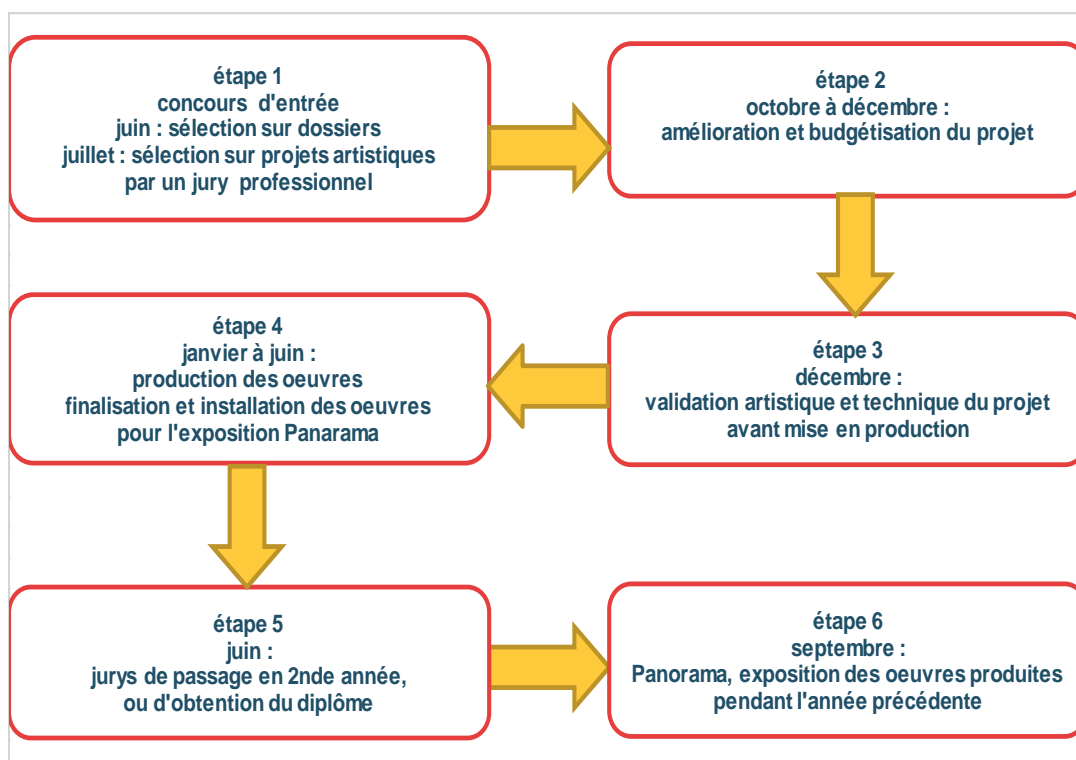 étape 1
concours d'entrée
juin : sélection sur dossiers
juillet : sélection sur projets artistiques
par un jury professionnel
étape 2
octobre à décembre :
amélioration et budgétisation du projet
étape 3
décembre :
validation artistique et technique du projet
avant mise en production
étape 4
janvier à juin :
production des oeuvres
finalisation et installation des oeuvres
pour l'exposition Panarama
étape 5
juin :
jurys de passage en 2nde année,
ou d'obtention du diplôme
étape 6
septembre :
Panorama, exposition des oeuvres produites
pendant l'année précédente